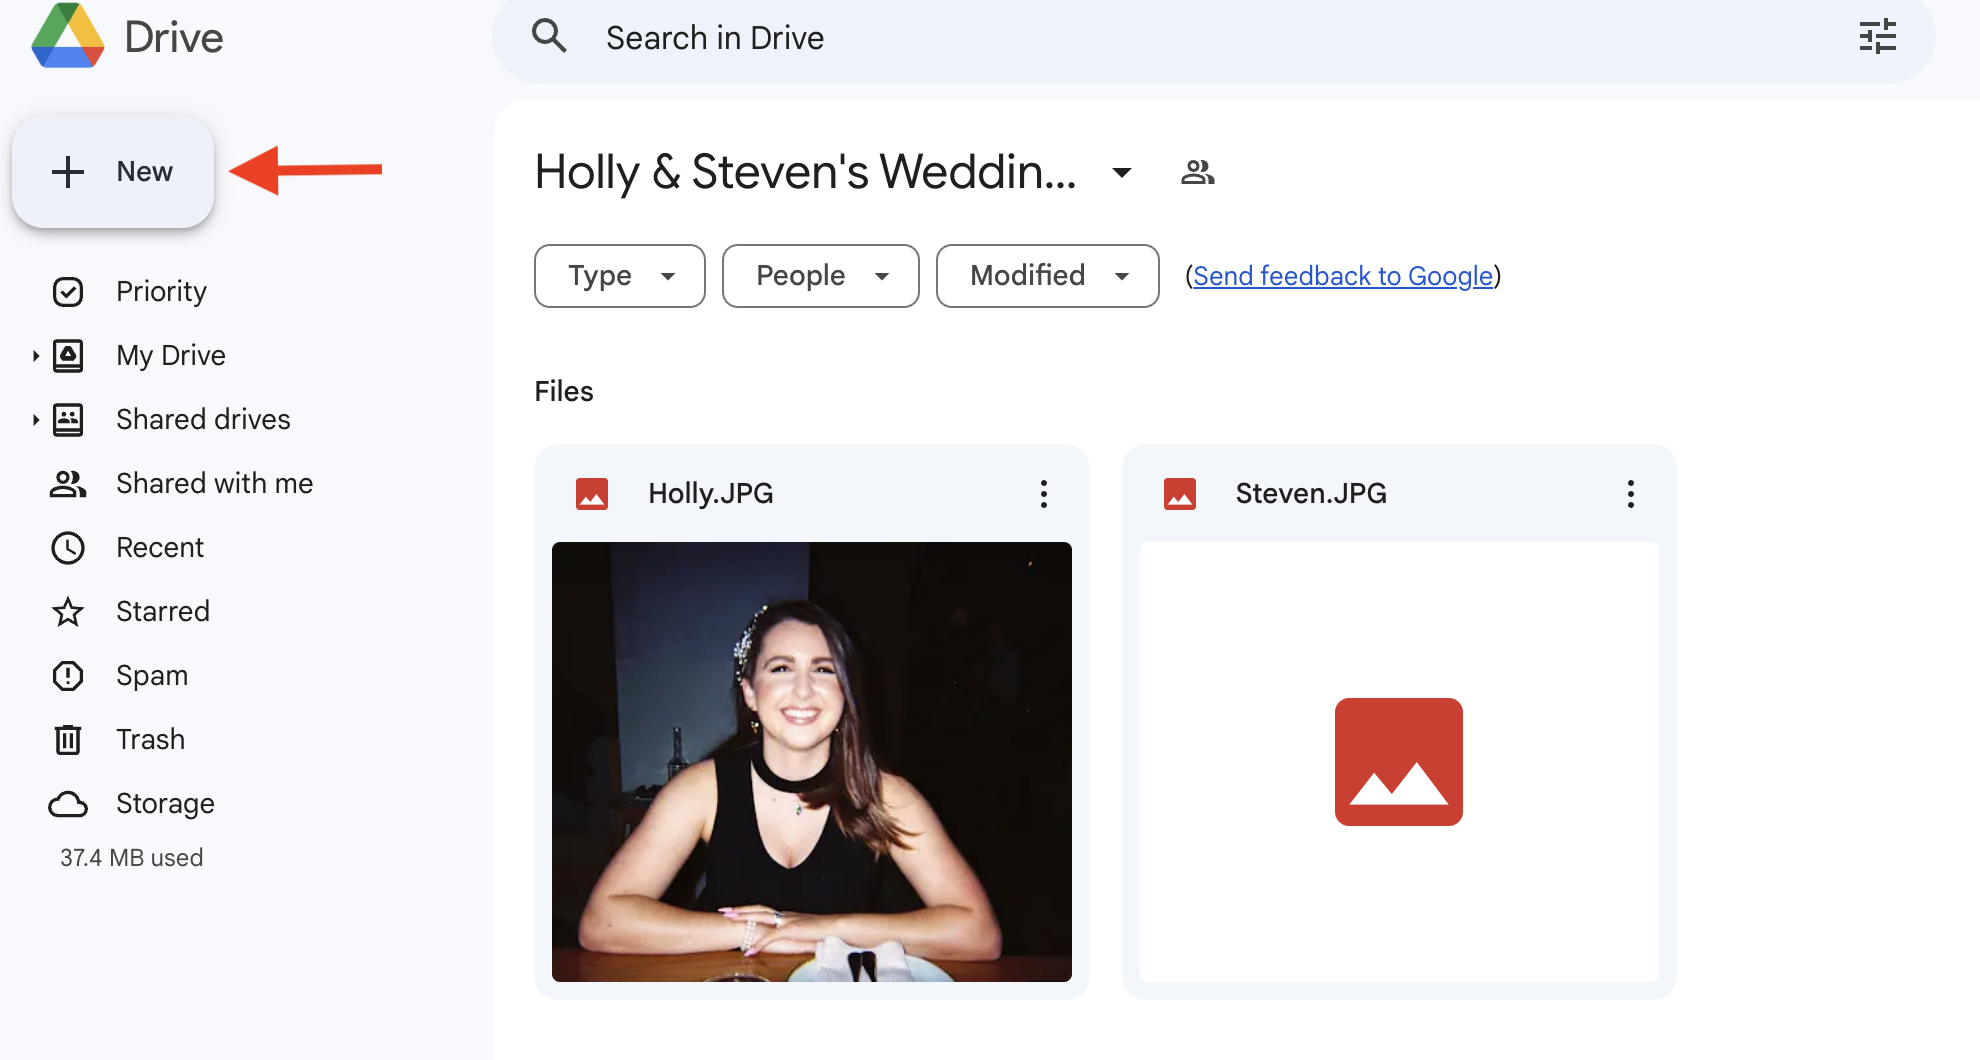 Drive
Search in Drive
New
Holly & Steven's Weddin...
Type
People
Modified
(Send feedback to Google)
Priority
My Drive
Shared drives
Shared with me
Recent
Starred
Spam
Trash
Storage
37.4 MB used
Files
Holly.JPG
Steven.JPG